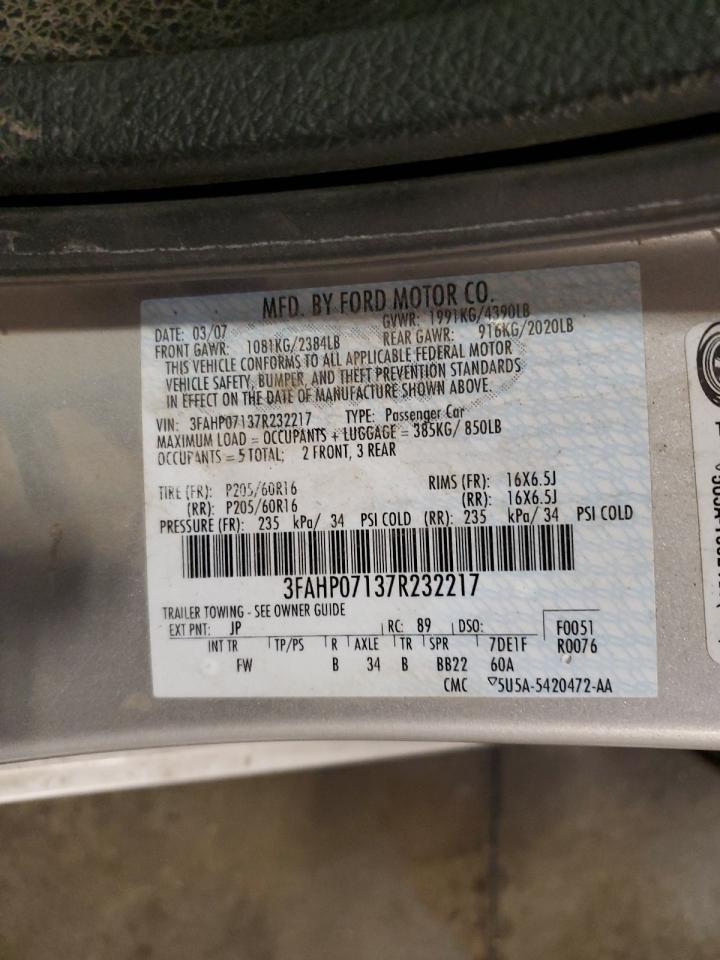 MFD. BY FORD MOTOR CO.
DATE: 03/07 GVWR: 1991KG/4390LB
FRONT GAWR: 1081KG/2384LB REAR GAWR: 916KG/2020LB
THIS VEHICLE CONFORMS TO ALL APPLICABLE FEDERAL MOTOR
VEHICLE SAFETY, BUMPER, AND THEFT PREVENTION STANDARDS
IN EFFECT ON THE DATE OF MANUFACTURE SHOWN ABOVE.
VIN: 3FAHP07137R232217 TYPE: Passenger Car
MAXIMUM LOAD = OCCUPANTS + LUGGAGE = 385KG/ 850LB
OCCUPANTS = 5 TOTAL; 2 FRONT, 3 REAR
TIRE (FR): P205/60R16 RIMS (FR): 16X6.5J
(RR): P205/60R16 (RR): 16X6.5J
PRESSURE (FR): 235 kPa/ 34 PSI COLD (RR): 235 kPa/ 34 PSI COLD
3FAHP07137R232217
TRAILER TOWING - SEE OWNER GUIDE
EXT PNT: JP RC: 89 DSO: F0051
INT TR TP/PS R AXLE TR SPR 7DE1F R0076
FW B 34 B BB22 60A
CMC 5U5A-5420472-AA